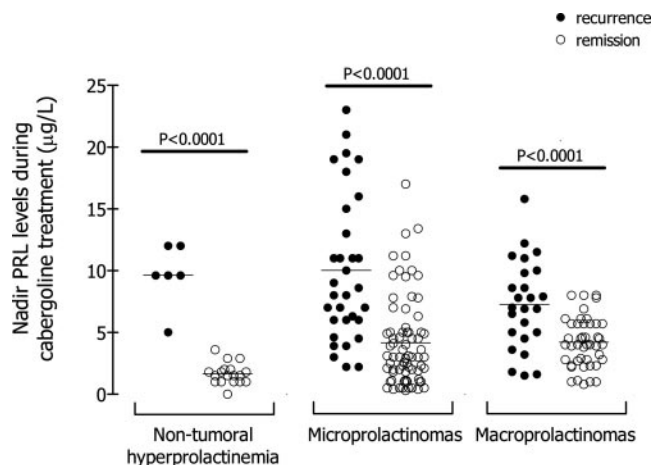 recurrence
remission
P<0.0001
P<0.0001
P<0.0001
Nadir PRL levels during
cabergoline treatment (µg/L)
25
20
15
10
5
0
Non-tumoral
hyperprolactinemia
Microprolactinomas
Macroprolactinomas